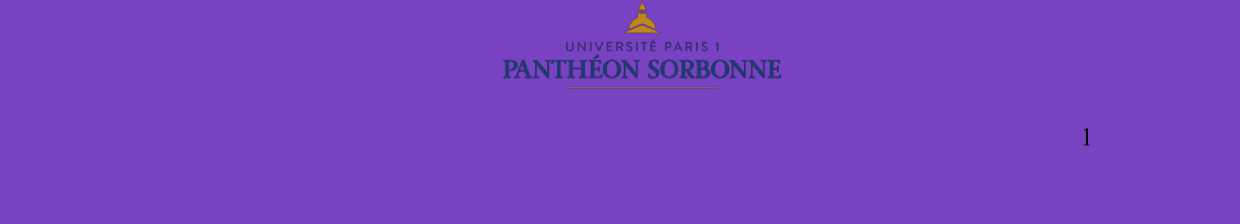 UNIVERSITÉ PARIS 1
PANTHÉON SORBONNE
1